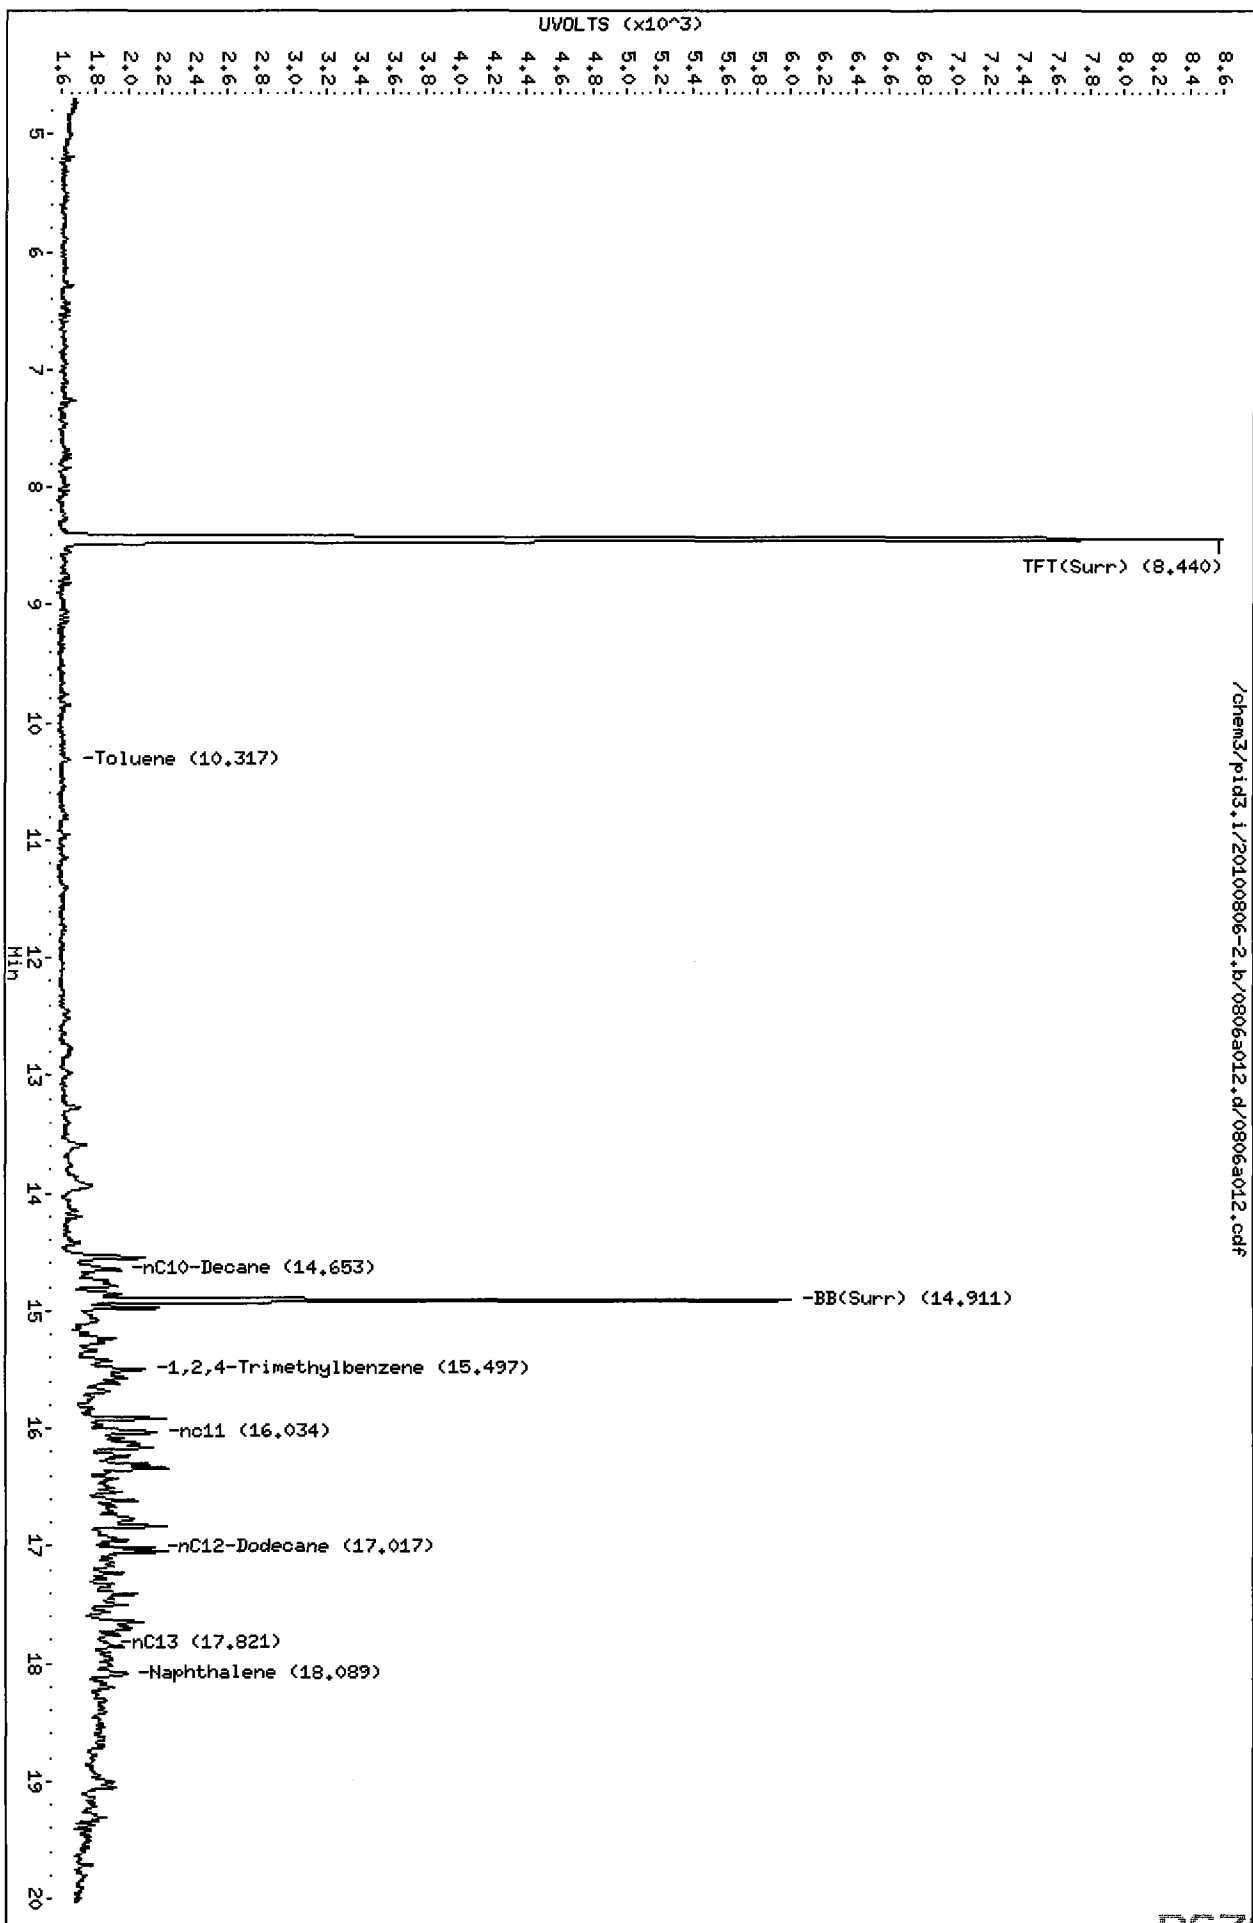 /chem3/pid3.i/20100806-2.b/0806a012.d/0806a012.cdf
UVOLTS (x10^3)
8.6
8.4
8.2
8.0
7.8
7.6
7.4
7.2
7.0
6.8
6.6
6.4
6.2
6.0
5.8
5.6
5.4
5.2
5.0
4.8
4.6
4.4
4.2
4.0
3.8
3.6
3.4
3.2
3.0
2.8
2.6
2.4
2.2
2.0
1.8
1.6
TFT(Surr) (8.440)
-Toluene (10.317)
-nC10-Decane (14.653)
-BB(Surr) (14.911)
-1,2,4-Trimethylbenzene (15.497)
-nc11 (16.034)
-nC12-Dodecane (17.017)
-nC13 (17.821)
-Naphthalene (18.089)
5 6 7 8 9 10 11 12 13 14 15 16 17 18 19 20
Min